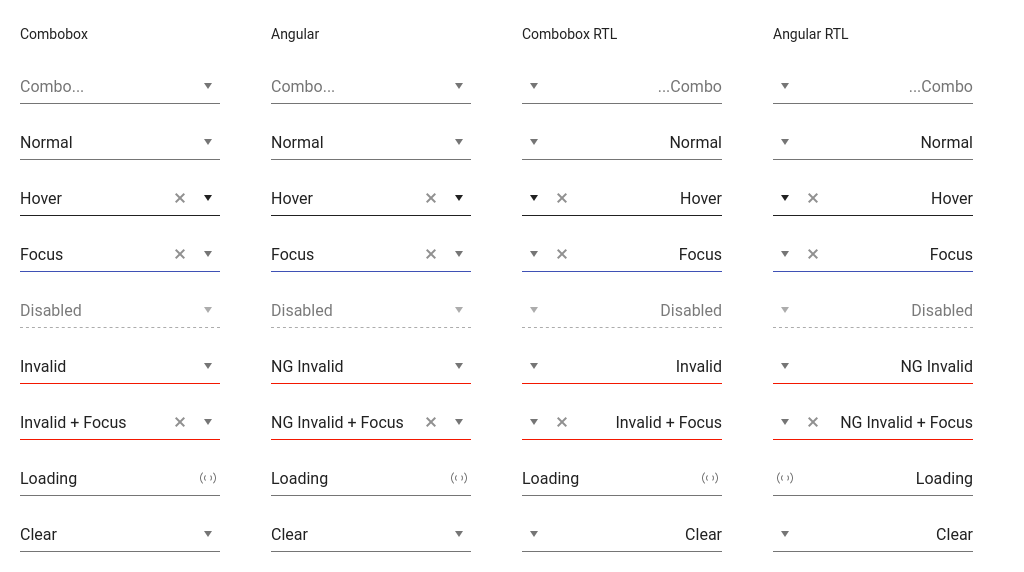 Combobox Angular Combobox RTL Angular RTL
Combo... Combo... ...Combo ...Combo
Normal Normal Normal Normal
Hover Hover Hover Hover
Focus Focus Focus Focus
Disabled Disabled Disabled Disabled
Invalid NG Invalid Invalid NG Invalid
Invalid + Focus NG Invalid + Focus Invalid + Focus NG Invalid + Focus
Loading Loading Loading Loading
Clear Clear Clear Clear